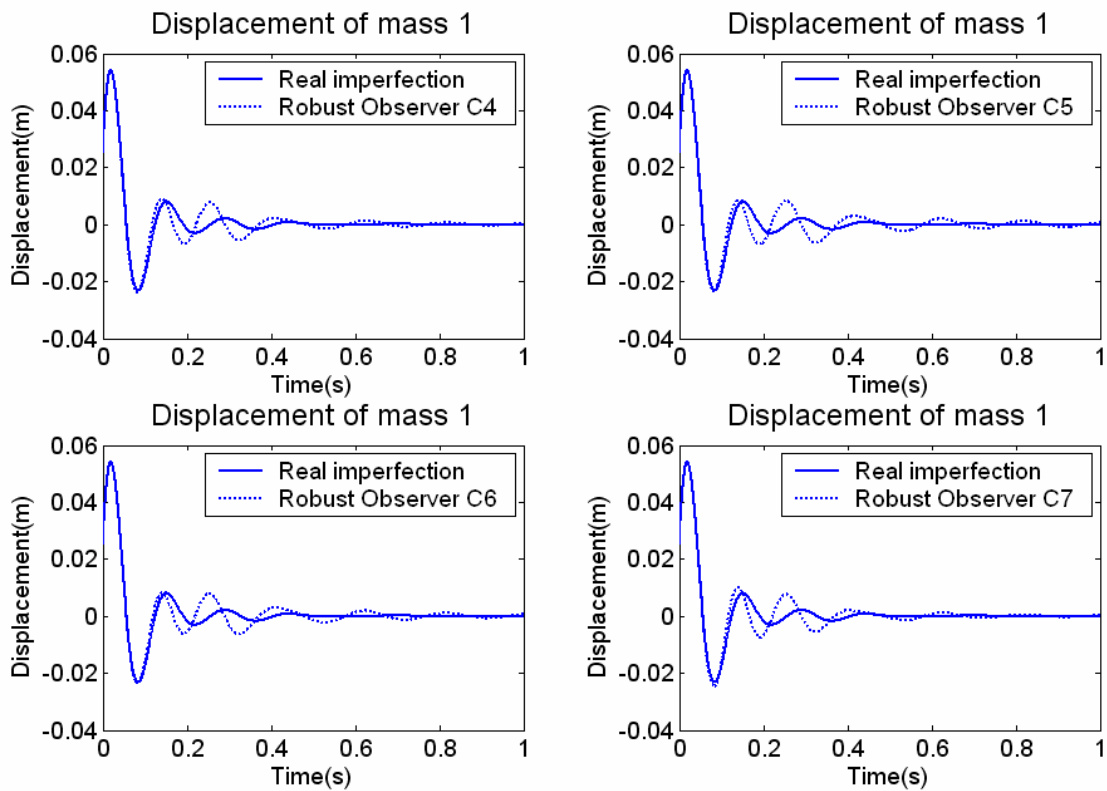 Displacement of mass 1
Displacement(m)
0.06
0.04
0.02
0
-0.02
-0.04
Real imperfection
Robust Observer C4
0 0.2 0.4 0.6 0.8 1
Time(s)
Displacement of mass 1
Displacement(m)
0.06
0.04
0.02
0
-0.02
-0.04
Real imperfection
Robust Observer C5
0 0.2 0.4 0.6 0.8 1
Time(s)
Displacement of mass 1
Displacement(m)
0.06
0.04
0.02
0
-0.02
-0.04
Real imperfection
Robust Observer C6
0 0.2 0.4 0.6 0.8 1
Time(s)
Displacement of mass 1
Displacement(m)
0.06
0.04
0.02
0
-0.02
-0.04
Real imperfection
Robust Observer C7
0 0.2 0.4 0.6 0.8 1
Time(s)